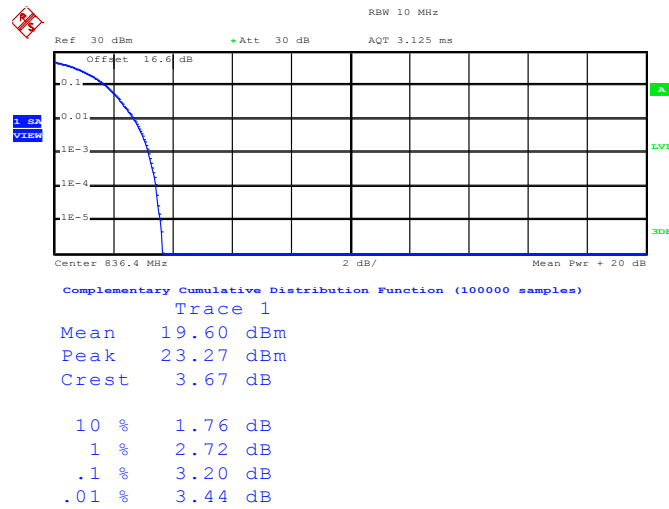 RBW 10 MHz
Ref 30 dBm * Att 30 dB AQT 3.125 ms
Offset 16.6 dB
0.1
A
0.01
1 SA
VIEW
1E-3
1E-4
1E-5
Center 836.4 MHz 2 dB/ Mean Pwr + 20 dB
Complementary Cumulative Distribution Function (100000 samples)
Trace 1
Mean 19.60 dBm
Peak 23.27 dBm
Crest 3.67 dB
10 % 1.76 dB
1 % 2.72 dB
.1 % 3.20 dB
.01 % 3.44 dB